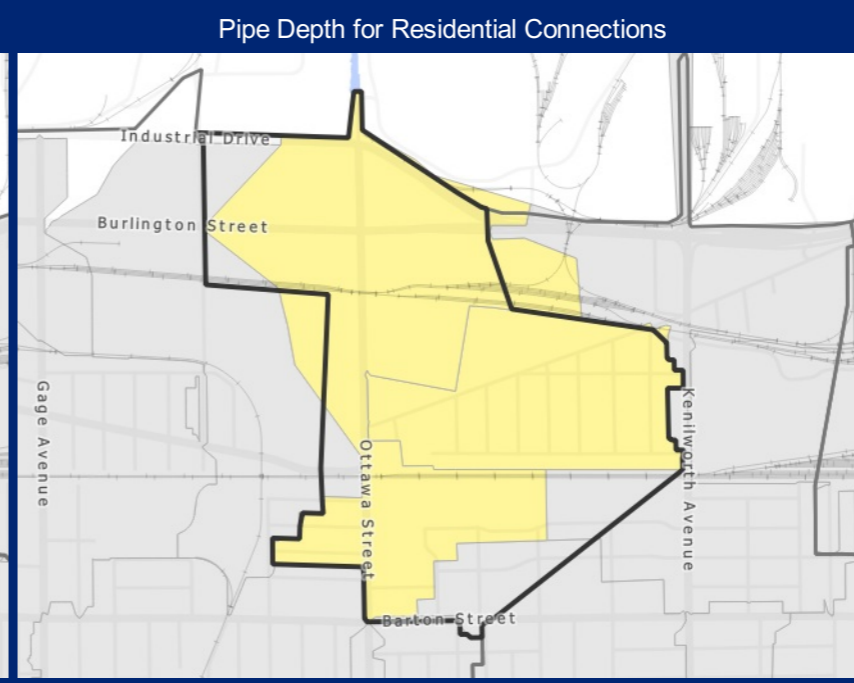 Pipe Depth for Residential Connections
Industrial Drive
Burlington Street
Gage Avenue
Ottawa Street
Kenilworth Avenue
Barton Street